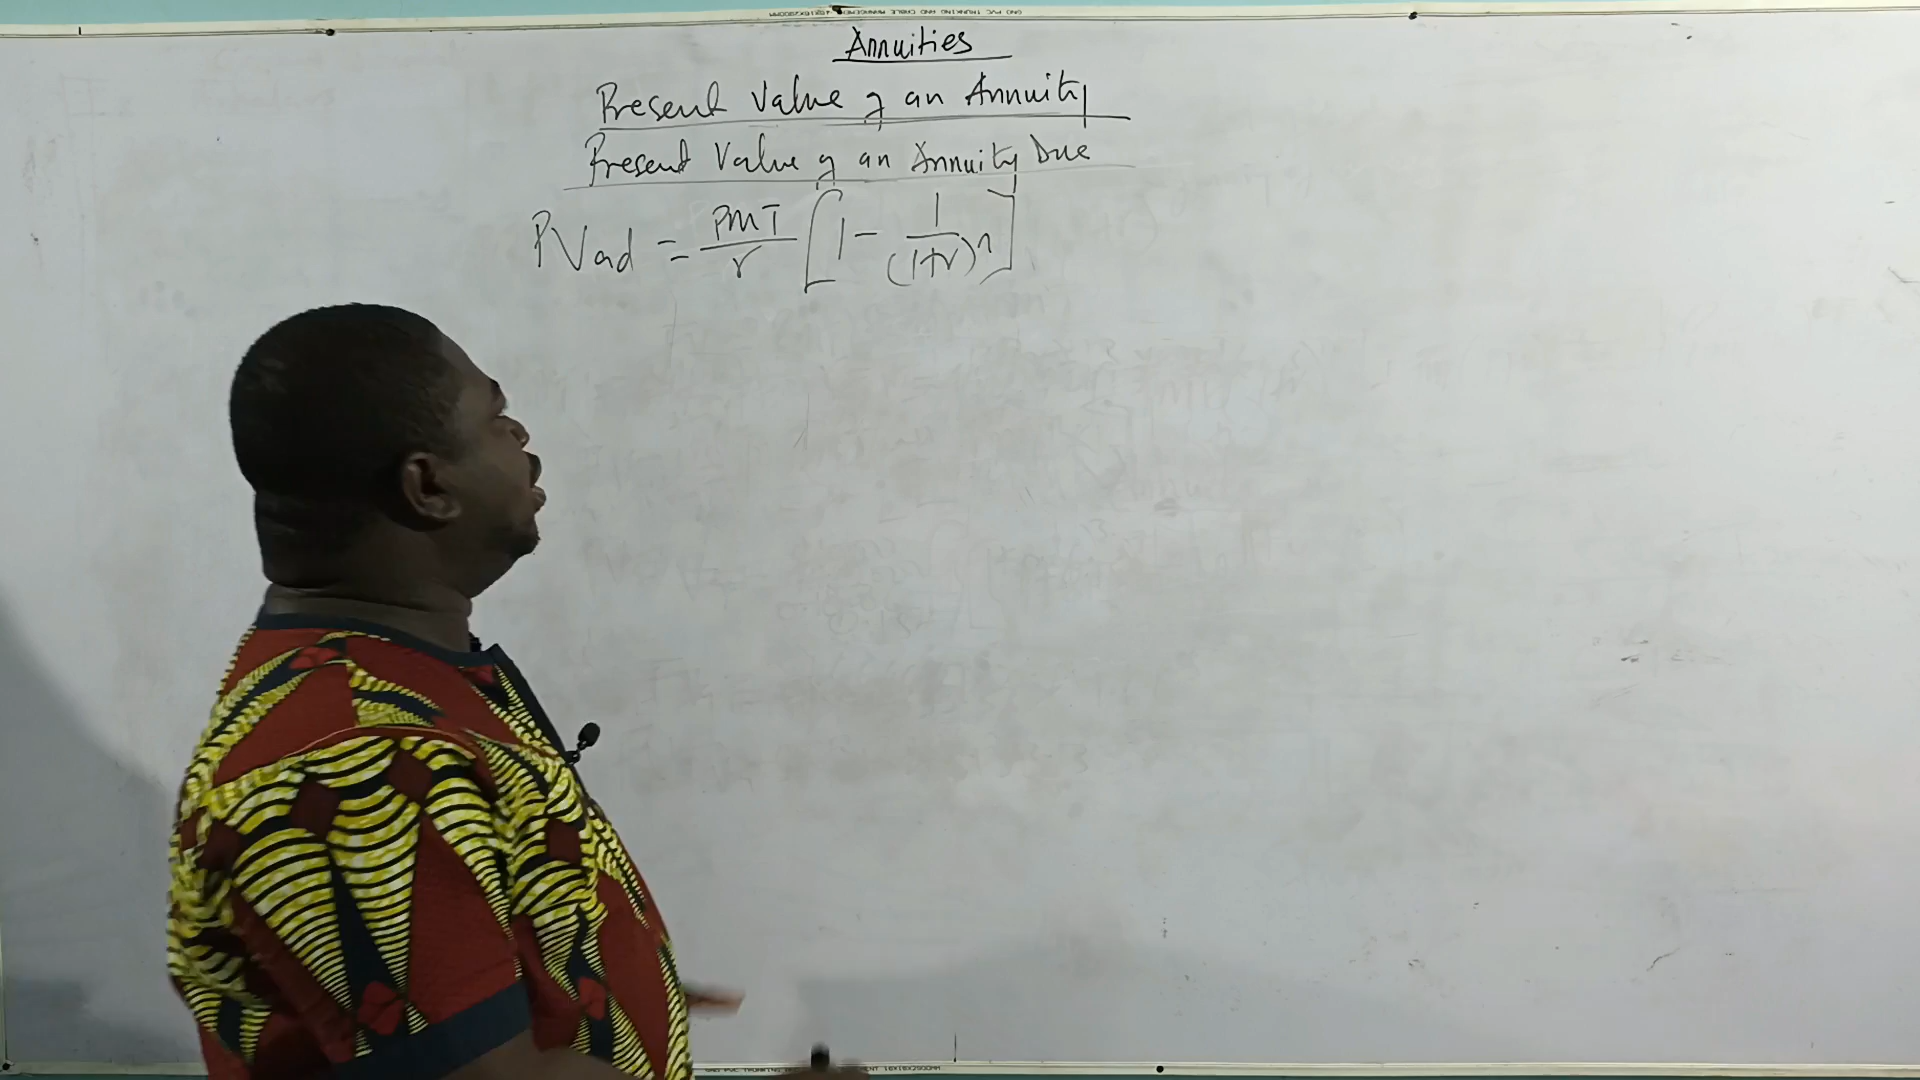 Annuities
Present Value of an Annuity
Present Value of an Annuity Due
PVad = PMT/r [1 - 1/(1+r)^n]